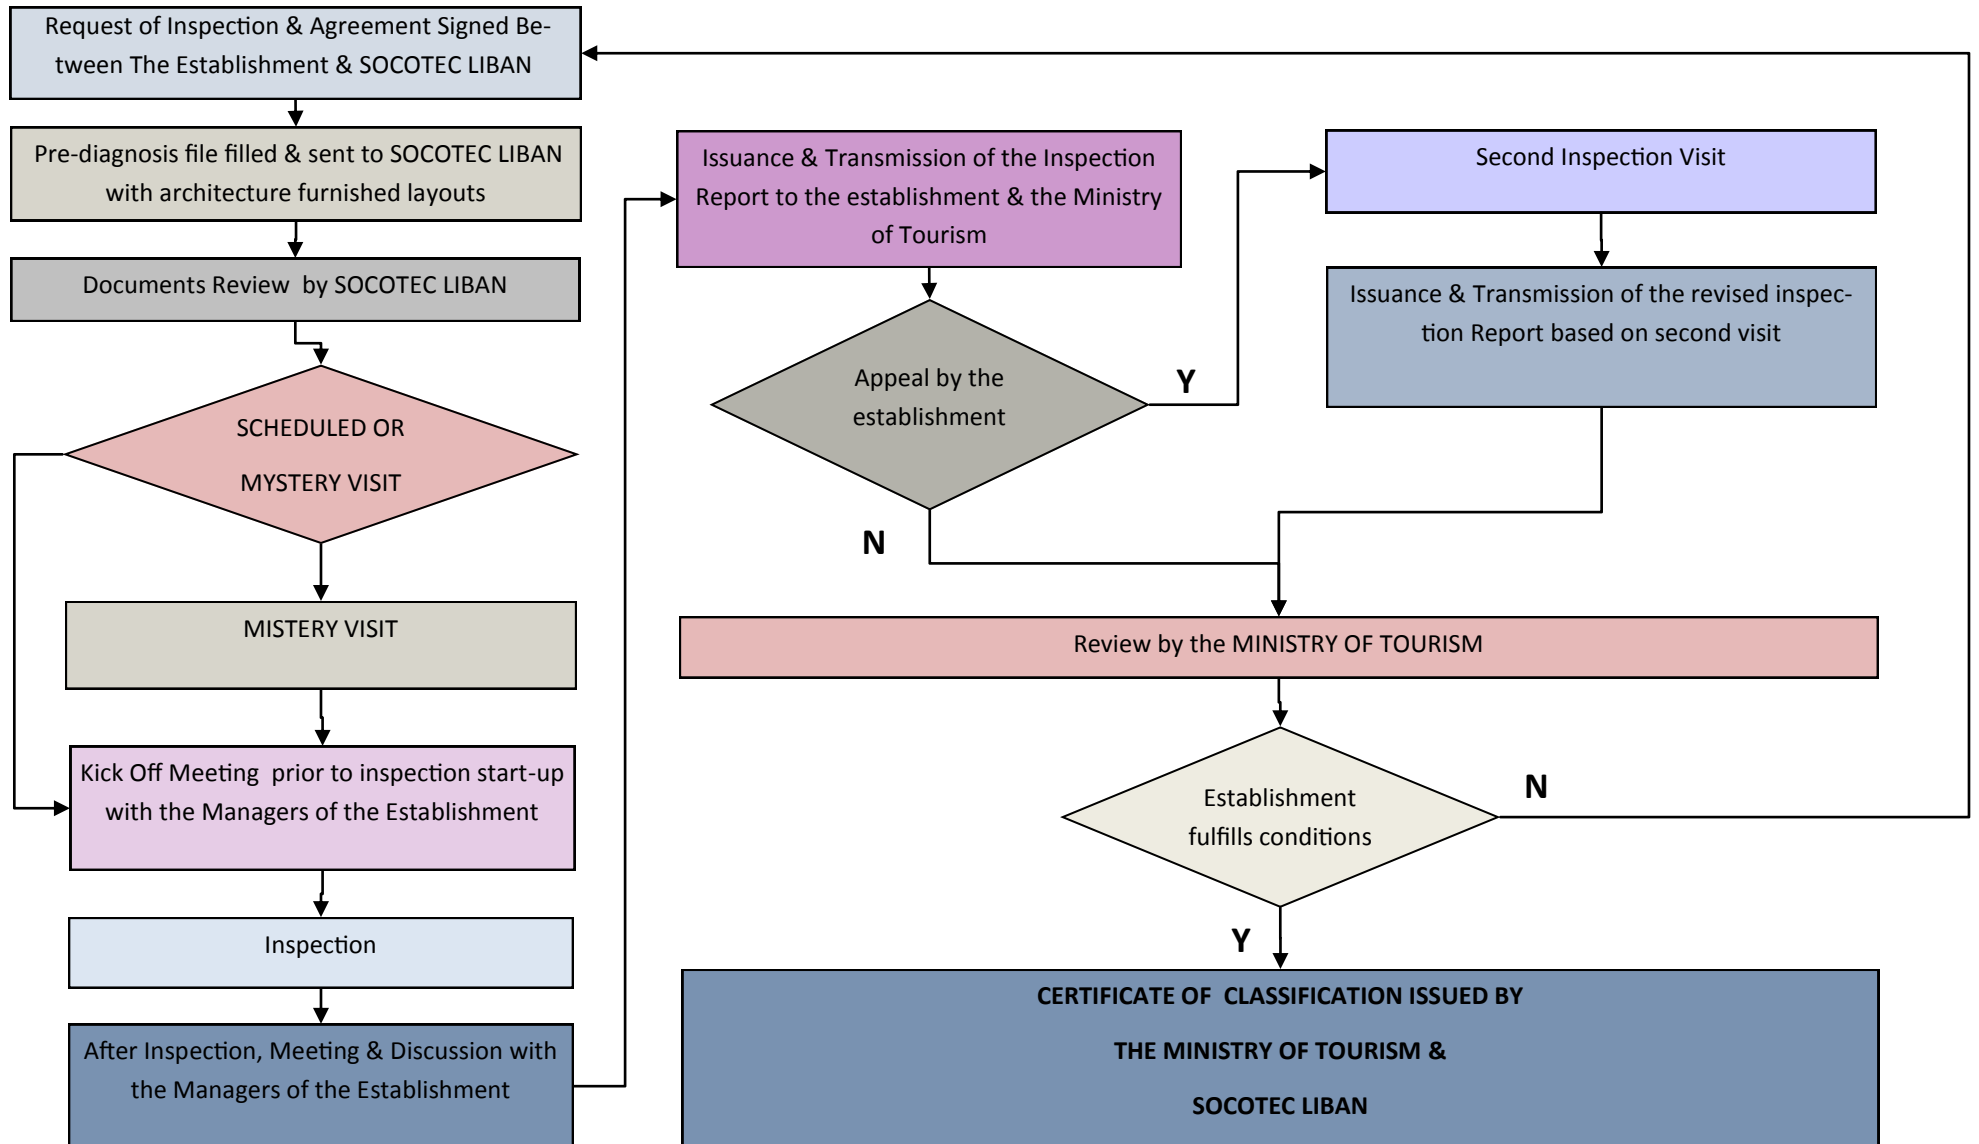 Request of Inspection & Agreement Signed Be-
tween The Establishment & SOCOTEC LIBAN
Pre-diagnosis file filled & sent to SOCOTEC LIBAN
with architecture furnished layouts
Documents Review by SOCOTEC LIBAN
SCHEDULED OR
MYSTERY VISIT
MISTERY VISIT
Kick Off Meeting prior to inspection start-up
with the Managers of the Establishment
Inspection
After Inspection, Meeting & Discussion with
the Managers of the Establishment
Issuance & Transmission of the Inspection
Report to the establishment & the Ministry
of Tourism
Appeal by the
establishment
Y
N
Second Inspection Visit
Issuance & Transmission of the revised inspec-
tion Report based on second visit
Review by the MINISTRY OF TOURISM
Establishment
fulfills conditions
N
Y
CERTIFICATE OF CLASSIFICATION ISSUED BY
THE MINISTRY OF TOURISM &
SOCOTEC LIBAN